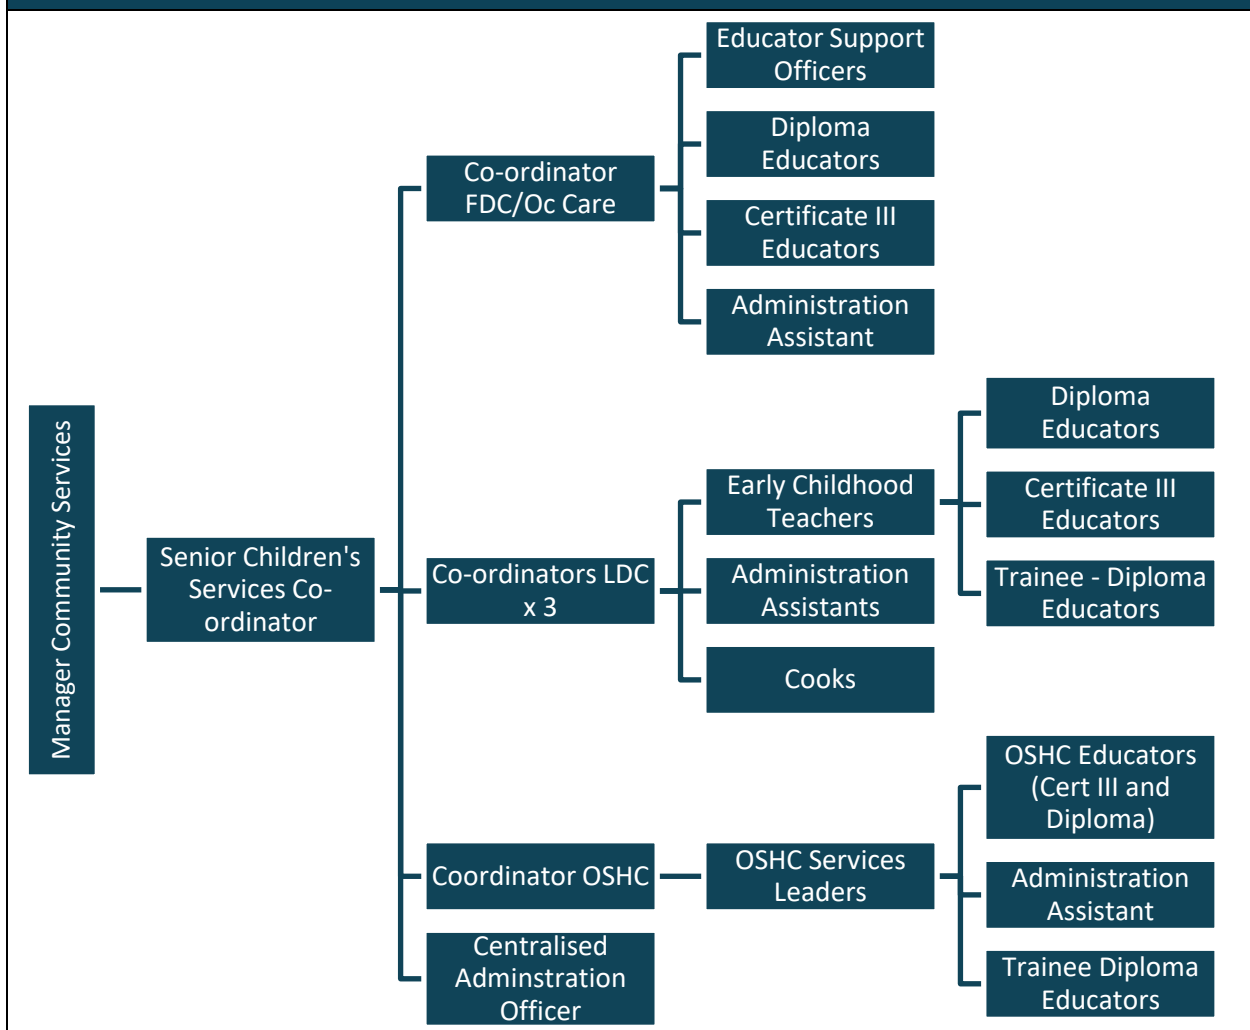 Manager Community Services
Senior Children's
Services Co-
ordinator
Co-ordinator
FDC/Oc Care
Educator Support
Officers
Diploma
Educators
Certificate III
Educators
Administration
Assistant
Co-ordinators LDC
x 3
Early Childhood
Teachers
Diploma
Educators
Certificate III
Educators
Trainee - Diploma
Educators
Administration
Assistants
Cooks
Coordinator OSHC
OSHC Services
Leaders
OSHC Educators
(Cert III and
Diploma)
Administration
Assistant
Trainee Diploma
Educators
Centralised
Adminstration
Officer